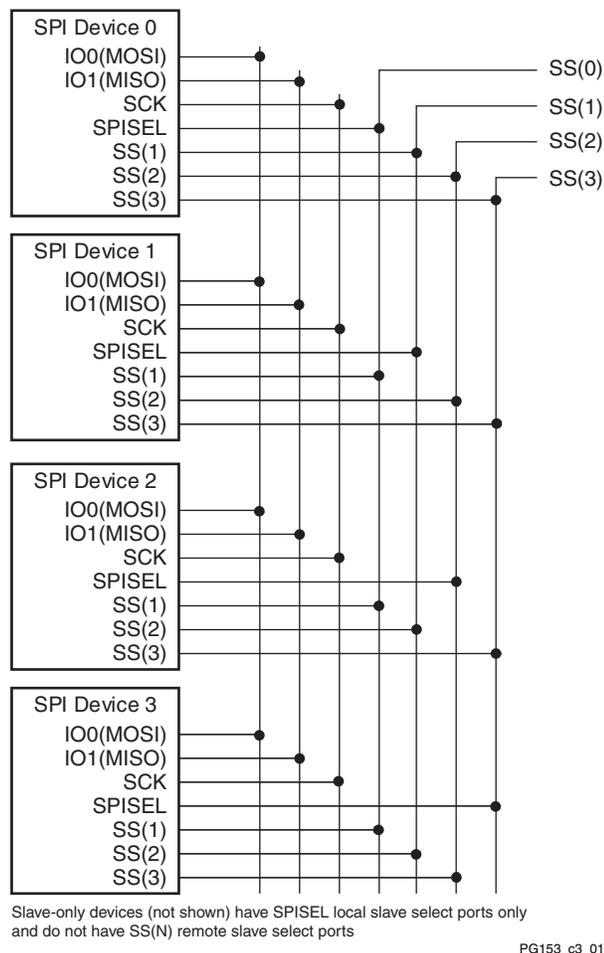 SPI Device 0
IO0(MOSI)
IO1(MISO)
SCK
SPISEL
SS(1)
SS(2)
SS(3)
SS(0)
SS(1)
SS(2)
SS(3)
SPI Device 1
IO0(MOSI)
IO1(MISO)
SCK
SPISEL
SS(1)
SS(2)
SS(3)
SPI Device 2
IO0(MOSI)
IO1(MISO)
SCK
SPISEL
SS(1)
SS(2)
SS(3)
SPI Device 3
IO0(MOSI)
IO1(MISO)
SCK
SPISEL
SS(1)
SS(2)
SS(3)
Slave-only devices (not shown) have SPISEL local slave select ports only
and do not have SS(N) remote slave select ports
PG153_c3_01